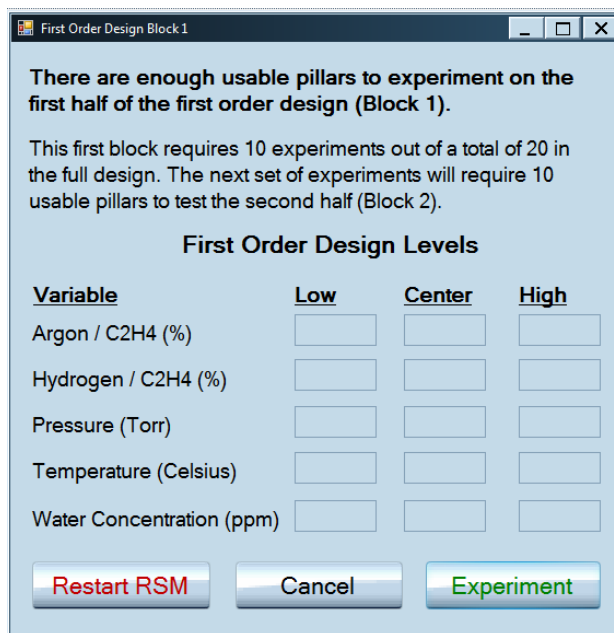 First Order Design Block 1
There are enough usable pillars to experiment on the
first half of the first order design (Block 1).
This first block requires 10 experiments out of a total of 20 in
the full design. The next set of experiments will require 10
usable pillars to test the second half (Block 2).
First Order Design Levels
Variable Low Center High
Argon / C2H4 (%)
Hydrogen / C2H4 (%)
Pressure (Torr)
Temperature (Celsius)
Water Concentration (ppm)
Restart RSM Cancel Experiment